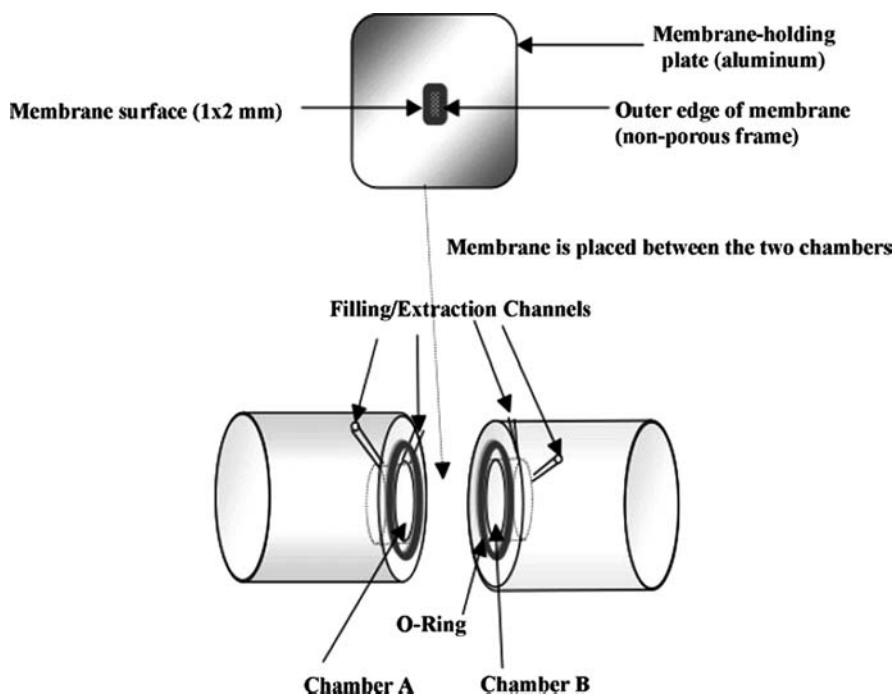 Membrane-holding
plate (aluminum)
Membrane surface (1x2 mm)
Outer edge of membrane
(non-porous frame)
Membrane is placed between the two chambers
Filling/Extraction Channels
O-Ring
Chamber A
Chamber B